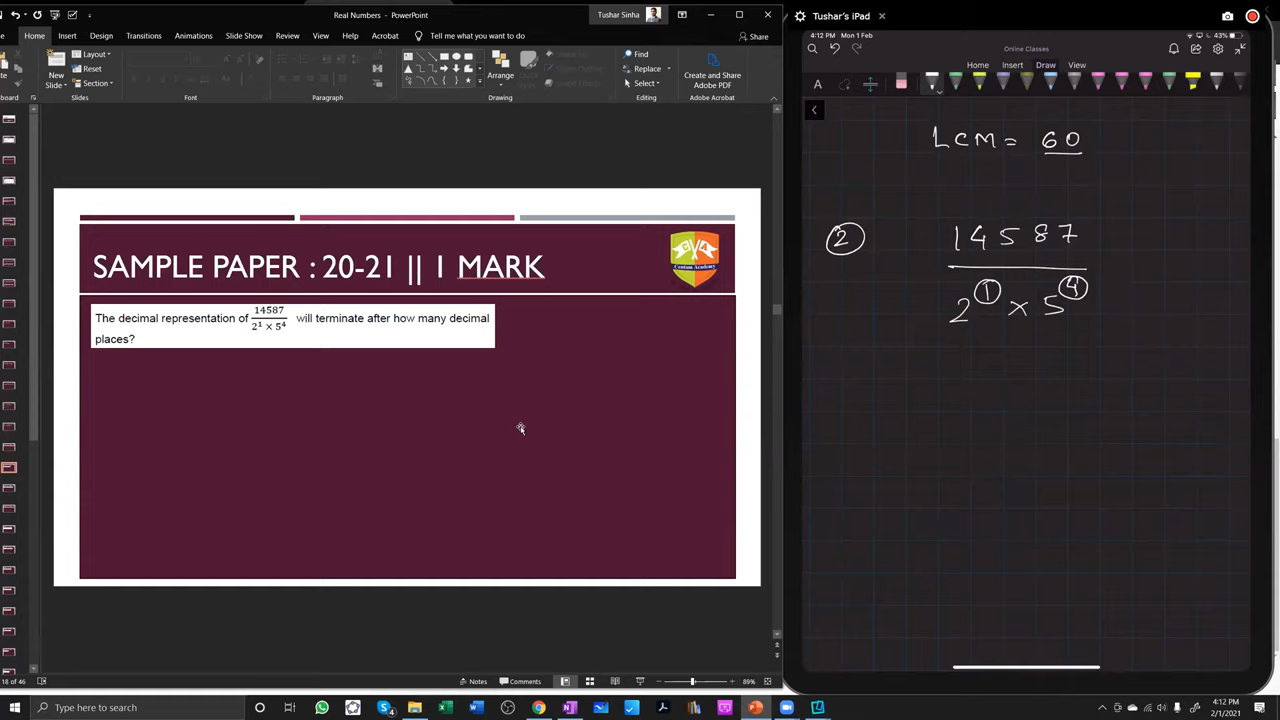 Real Numbers - PowerPoint
Tushar Sinha
Home Insert Design Transitions Animations Slide Show Review View Help Acrobat Tell me what you want to do
Share
New
Slide
Layout
Reset
Section
Slides
Font
Paragraph
Arrange
Drawing
Find
Replace
Select
Editing
Create and Share
Adobe PDF
Adobe Acrobat
SAMPLE PAPER : 20-21 || 1 MARK
Centum Academy
The decimal representation of 14587 / 2¹ × 5⁴ will terminate after how many decimal
places?
18 of 46
Notes
Comments
89%
Type here to search
Tushar's iPad
4:12 PM Mon 1 Feb
43%
Online Classes
Home Insert Draw View
LCM = 60
2
14587
2¹ × 5⁴
4:12 PM
2/1/2021